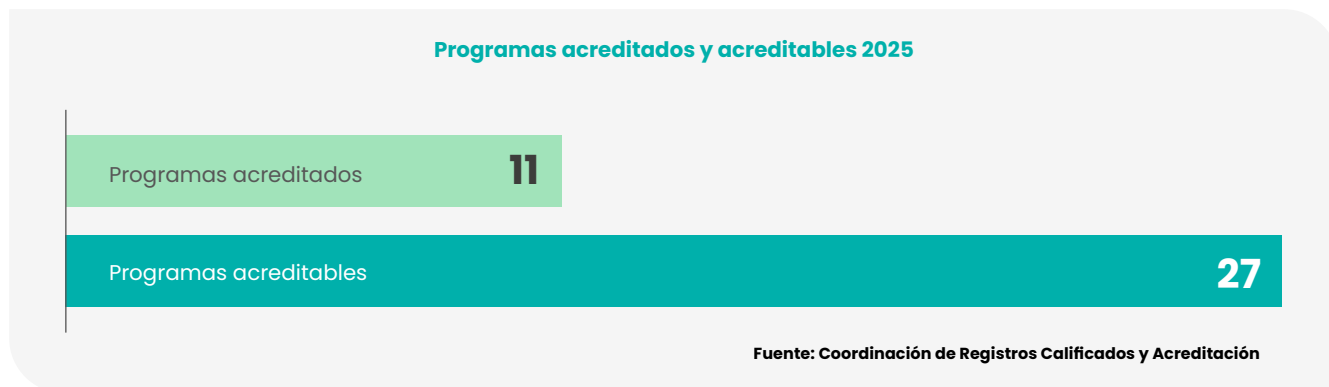 Programas acreditados y acreditables 2025
Programas acreditados 11
Programas acreditables 27
Fuente: Coordinación de Registros Calificados y Acreditación